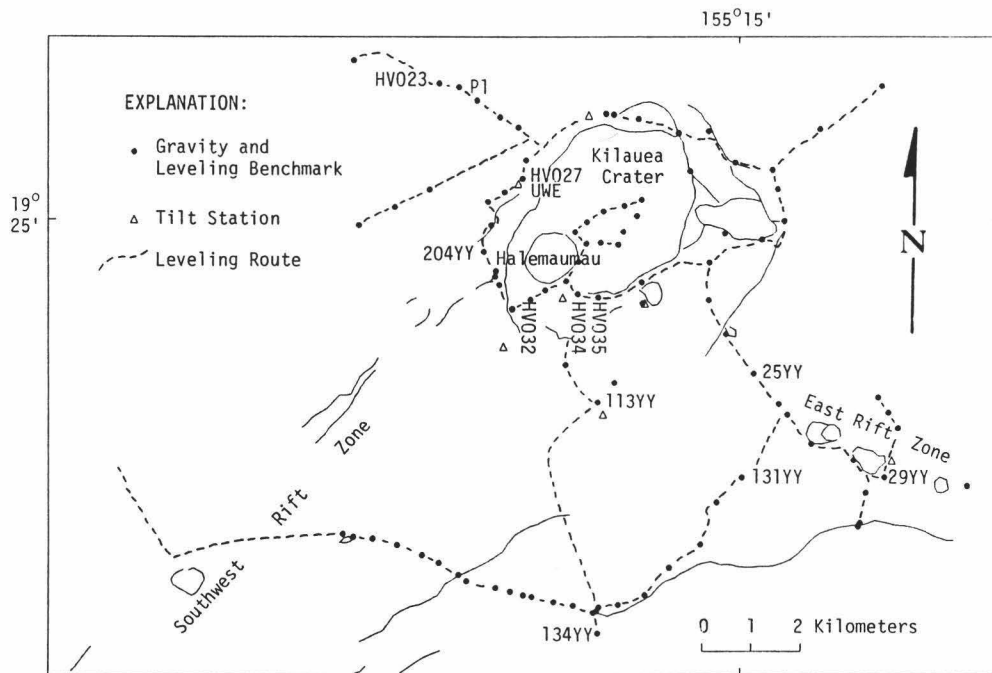 155°15'
HVO23
P1
EXPLANATION:
Gravity and
Leveling Benchmark
Kilauea
Crater
HVO27
UWE
19°
25'
Tilt Station
N
204YY
Halemaumau
Leveling Route
HVO32
HVO34
HVO35
25YY
113YY
East Rift
Zone
Zone
131YY
29YY
Rift
Southwest
0 1 2 Kilometers
134YY